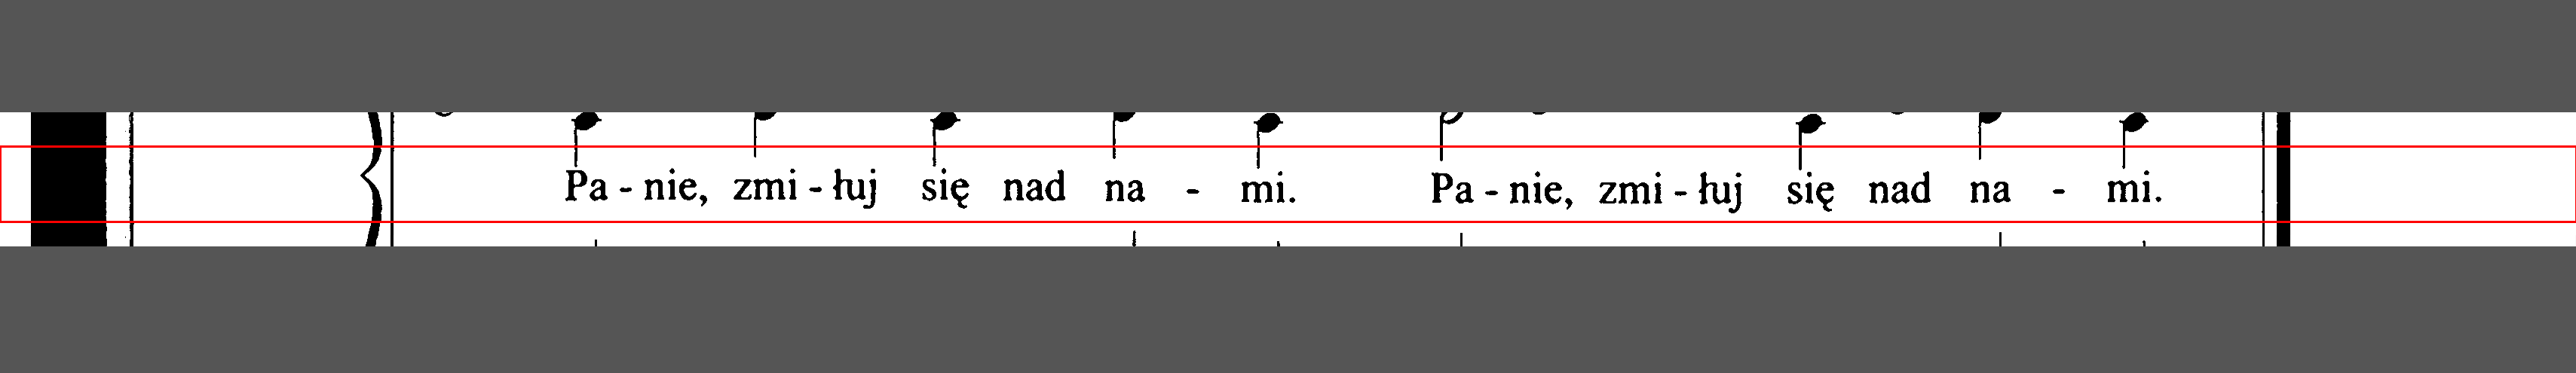 Pa - nie, zmi - łuj się nad na - mi. Pa - nie, zmi - łuj się nad na - mi.